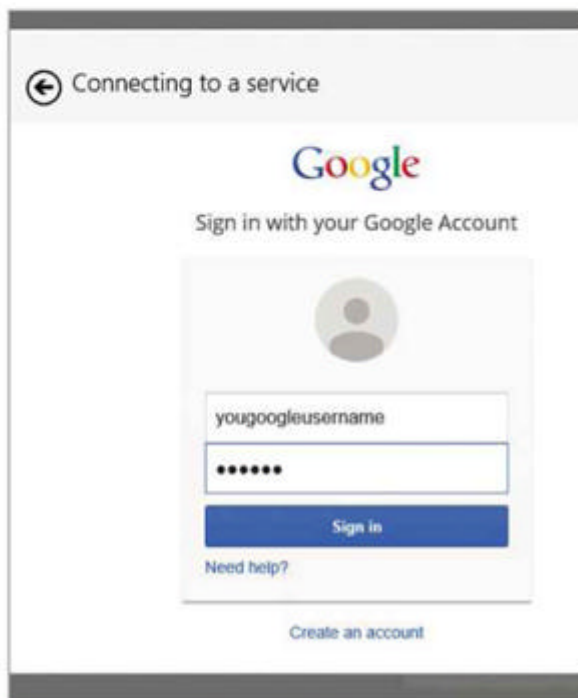 Connecting to a service
Google
Sign in with your Google Account
yougoogleusername
••••••
Sign in
Need help?
Create an account